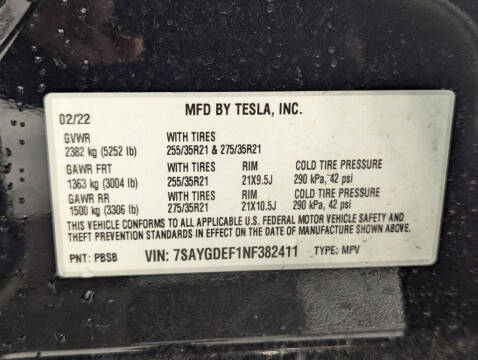 02/22 MFD BY TESLA, INC.
GVWR WITH TIRES
2382 kg (5252 lb) 255/35R21 & 275/35R21
GAWR FRT WITH TIRES RIM COLD TIRE PRESSURE
1363 kg (3004 lb) 255/35R21 21X9.5J 290 kPa, 42 psi
GAWR RR WITH TIRES RIM COLD TIRE PRESSURE
1500 kg (3306 lb) 275/35R21 21X10.5J 290 kPa, 42 psi
THIS VEHICLE CONFORMS TO ALL APPLICABLE U.S. FEDERAL MOTOR VEHICLE SAFETY AND
THEFT PREVENTION STANDARDS IN EFFECT ON THE DATE OF MANUFACTURE SHOWN ABOVE.
PNT: PBSB VIN: 7SAYGDEF1NF382411 TYPE: MPV